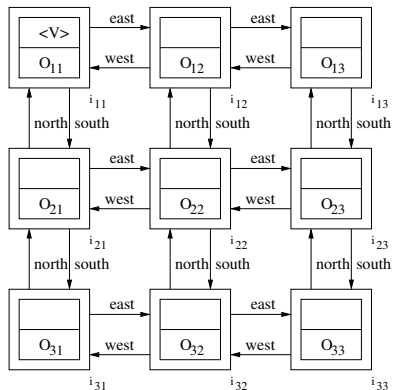 <V> east east
O11 west O12 west O13
i11 i12 i13
north south north south north south
east east
O21 west O22 west O23
i21 i22 i23
north south north south north south
east east
O31 west O32 west O33
i31 i32 i33